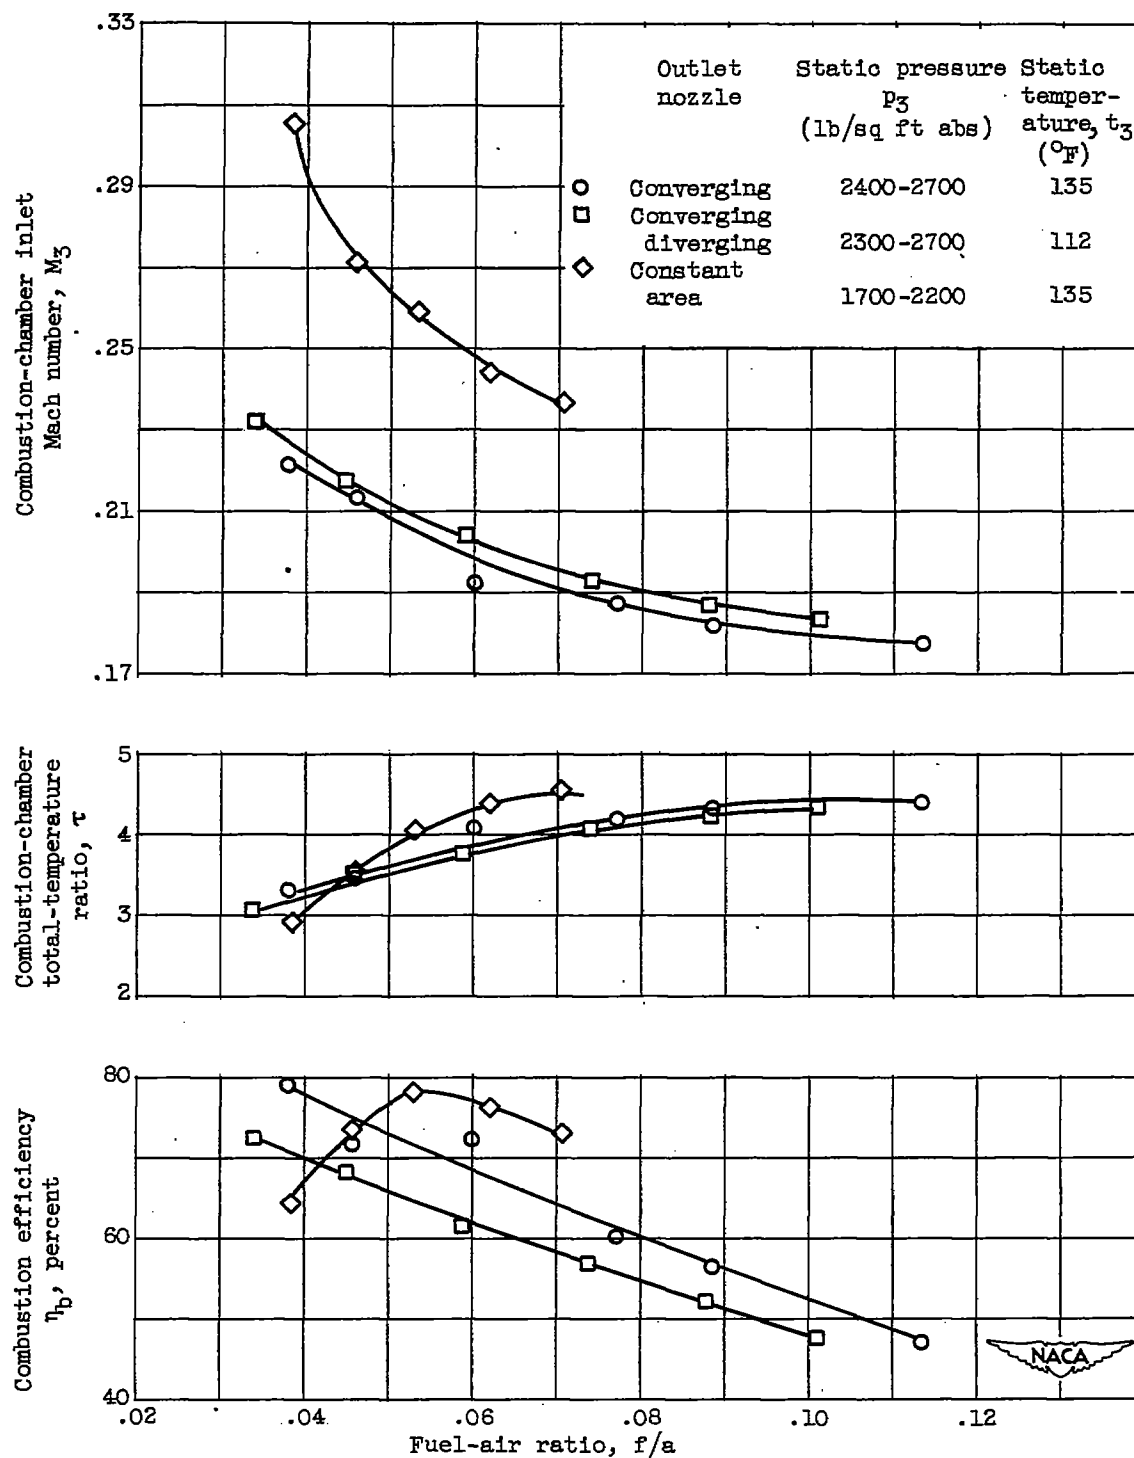 .33
.29
.25
.21
.17
Combustion-chamber inlet
Mach number, M3
Outlet
nozzle
Static pressure
p3
(lb/sq ft abs)
Static
temper-
ature, t3
(°F)
Converging 2400-2700 135
Converging
diverging 2300-2700 112
Constant
area 1700-2200 135
5
4
3
2
Combustion-chamber
total-temperature
ratio, τ
80
60
40
Combustion efficiency
ηb, percent
.02 .04 .06 .08 .10 .12
Fuel-air ratio, f/a
NACA